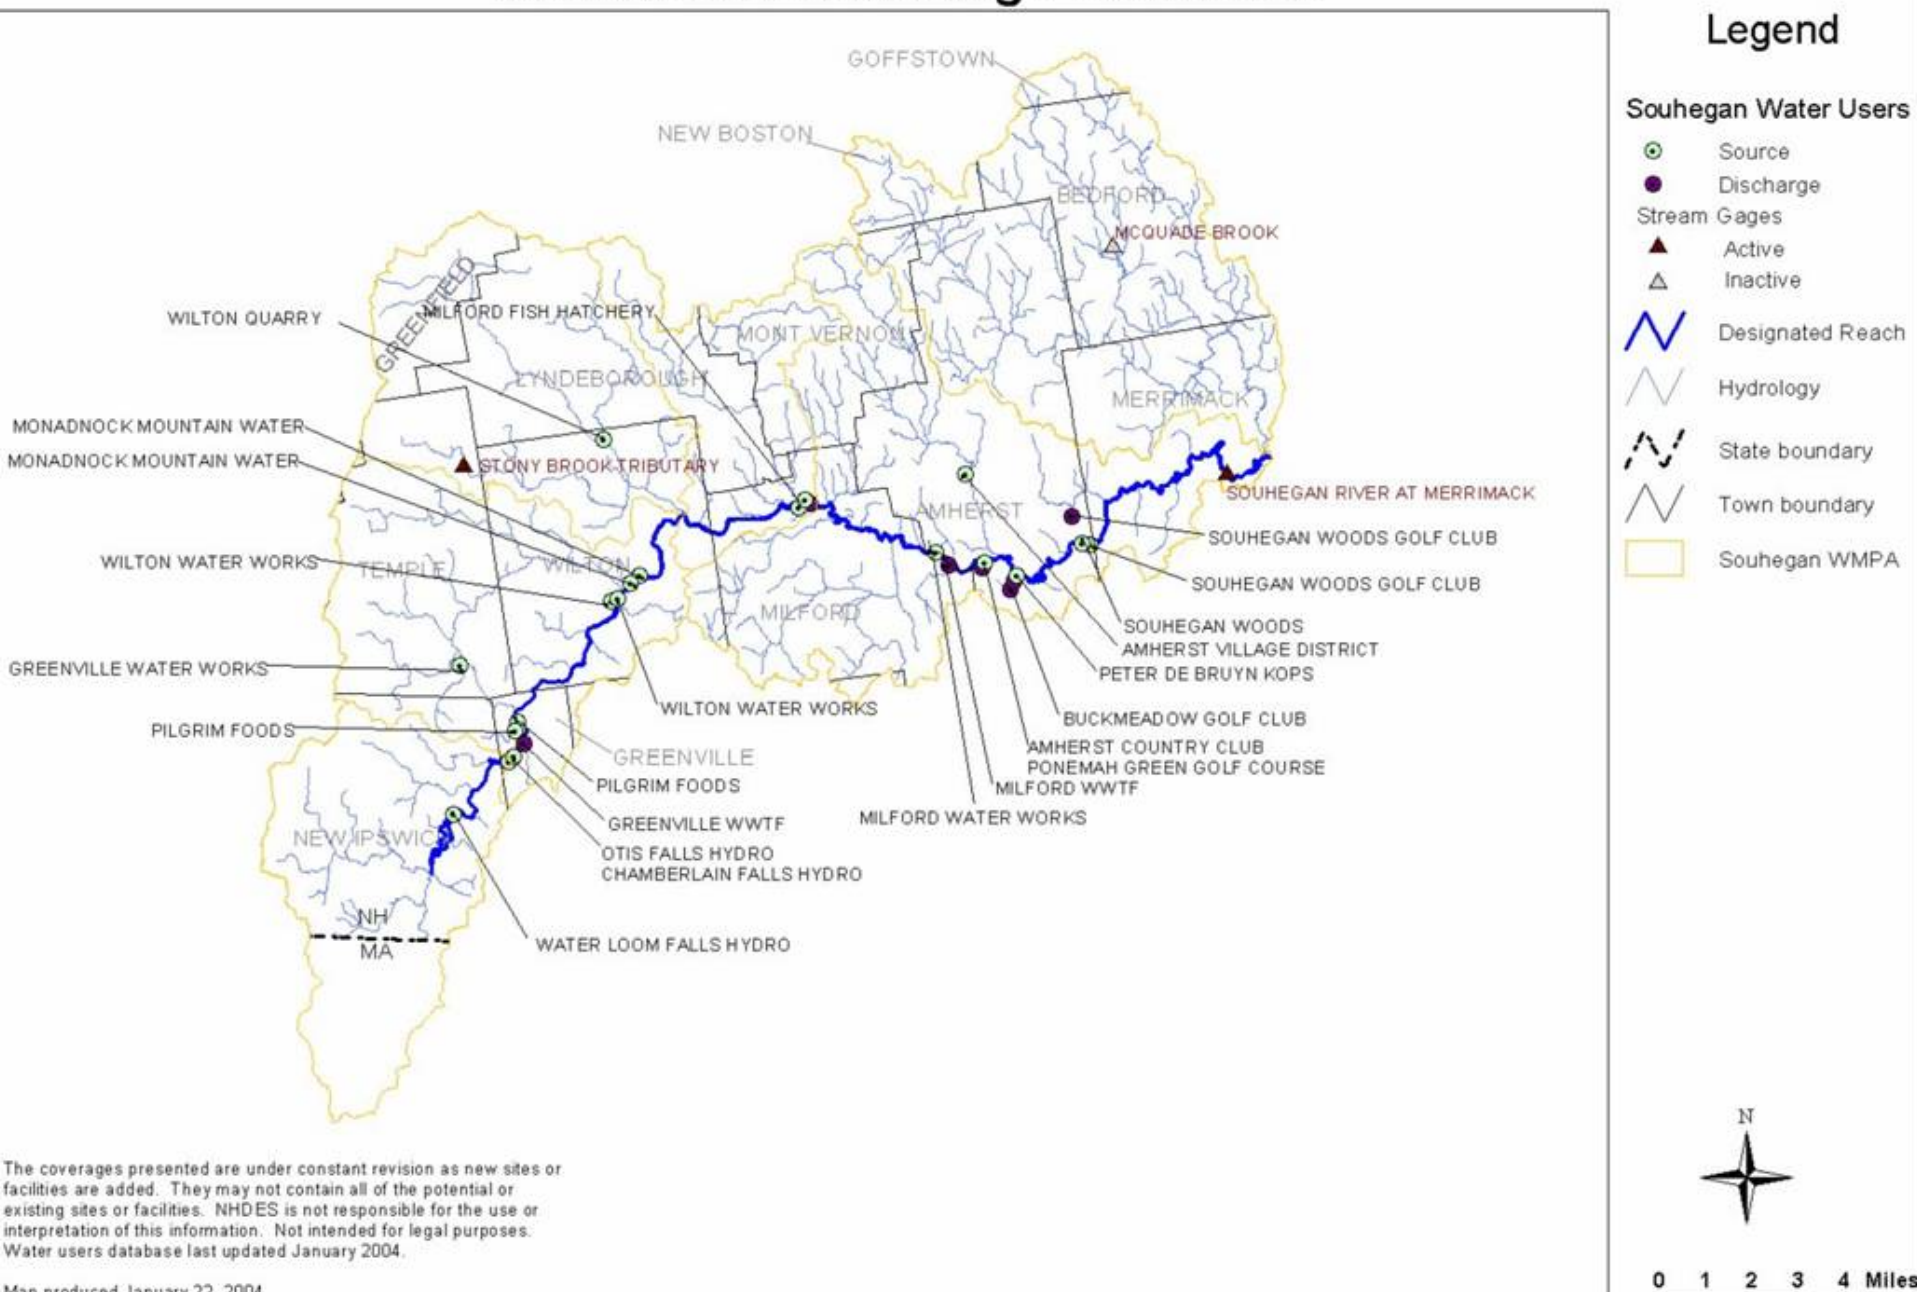 GOFFSTOWN
NEW BOSTON
BEDFORD
MCQUADE BROOK
GREENFIELD
MILFORD FISH HATCHERY
WILTON QUARRY
MONT VERNON
LYNDEBOROUGH
MERRIMACK
MONADNOCK MOUNTAIN WATER
MONADNOCK MOUNTAIN WATER
STONY BROOK TRIBUTARY
SOUHEGAN RIVER AT MERRIMACK
AMHERST
SOUHEGAN WOODS GOLF CLUB
WILTON WATER WORKS
TEMPLE
WILTON
SOUHEGAN WOODS GOLF CLUB
MILFORD
SOUHEGAN WOODS
AMHERST VILLAGE DISTRICT
GREENVILLE WATER WORKS
PETER DE BRUYN KOPS
WILTON WATER WORKS
BUCKMEADOW GOLF CLUB
PILGRIM FOODS
AMHERST COUNTRY CLUB
GREENVILLE
PONEMAH GREEN GOLF COURSE
PILGRIM FOODS
MILFORD WWTF
MILFORD WATER WORKS
GREENVILLE WWTF
NEW IPSWICH
OTIS FALLS HYDRO
CHAMBERLAIN FALLS HYDRO
NH
WATER LOOM FALLS HYDRO
MA
The coverages presented are under constant revision as new sites or
facilities are added. They may not contain all of the potential or
existing sites or facilities. NHDES is not responsible for the use or
interpretation of this information. Not intended for legal purposes.
Water users database last updated January 2004.
Map produced January 22, 2004
Legend
Souhegan Water Users
Source
Discharge
Stream Gages
Active
Inactive
Designated Reach
Hydrology
State boundary
Town boundary
Souhegan WMPA
N
0 1 2 3 4 Miles